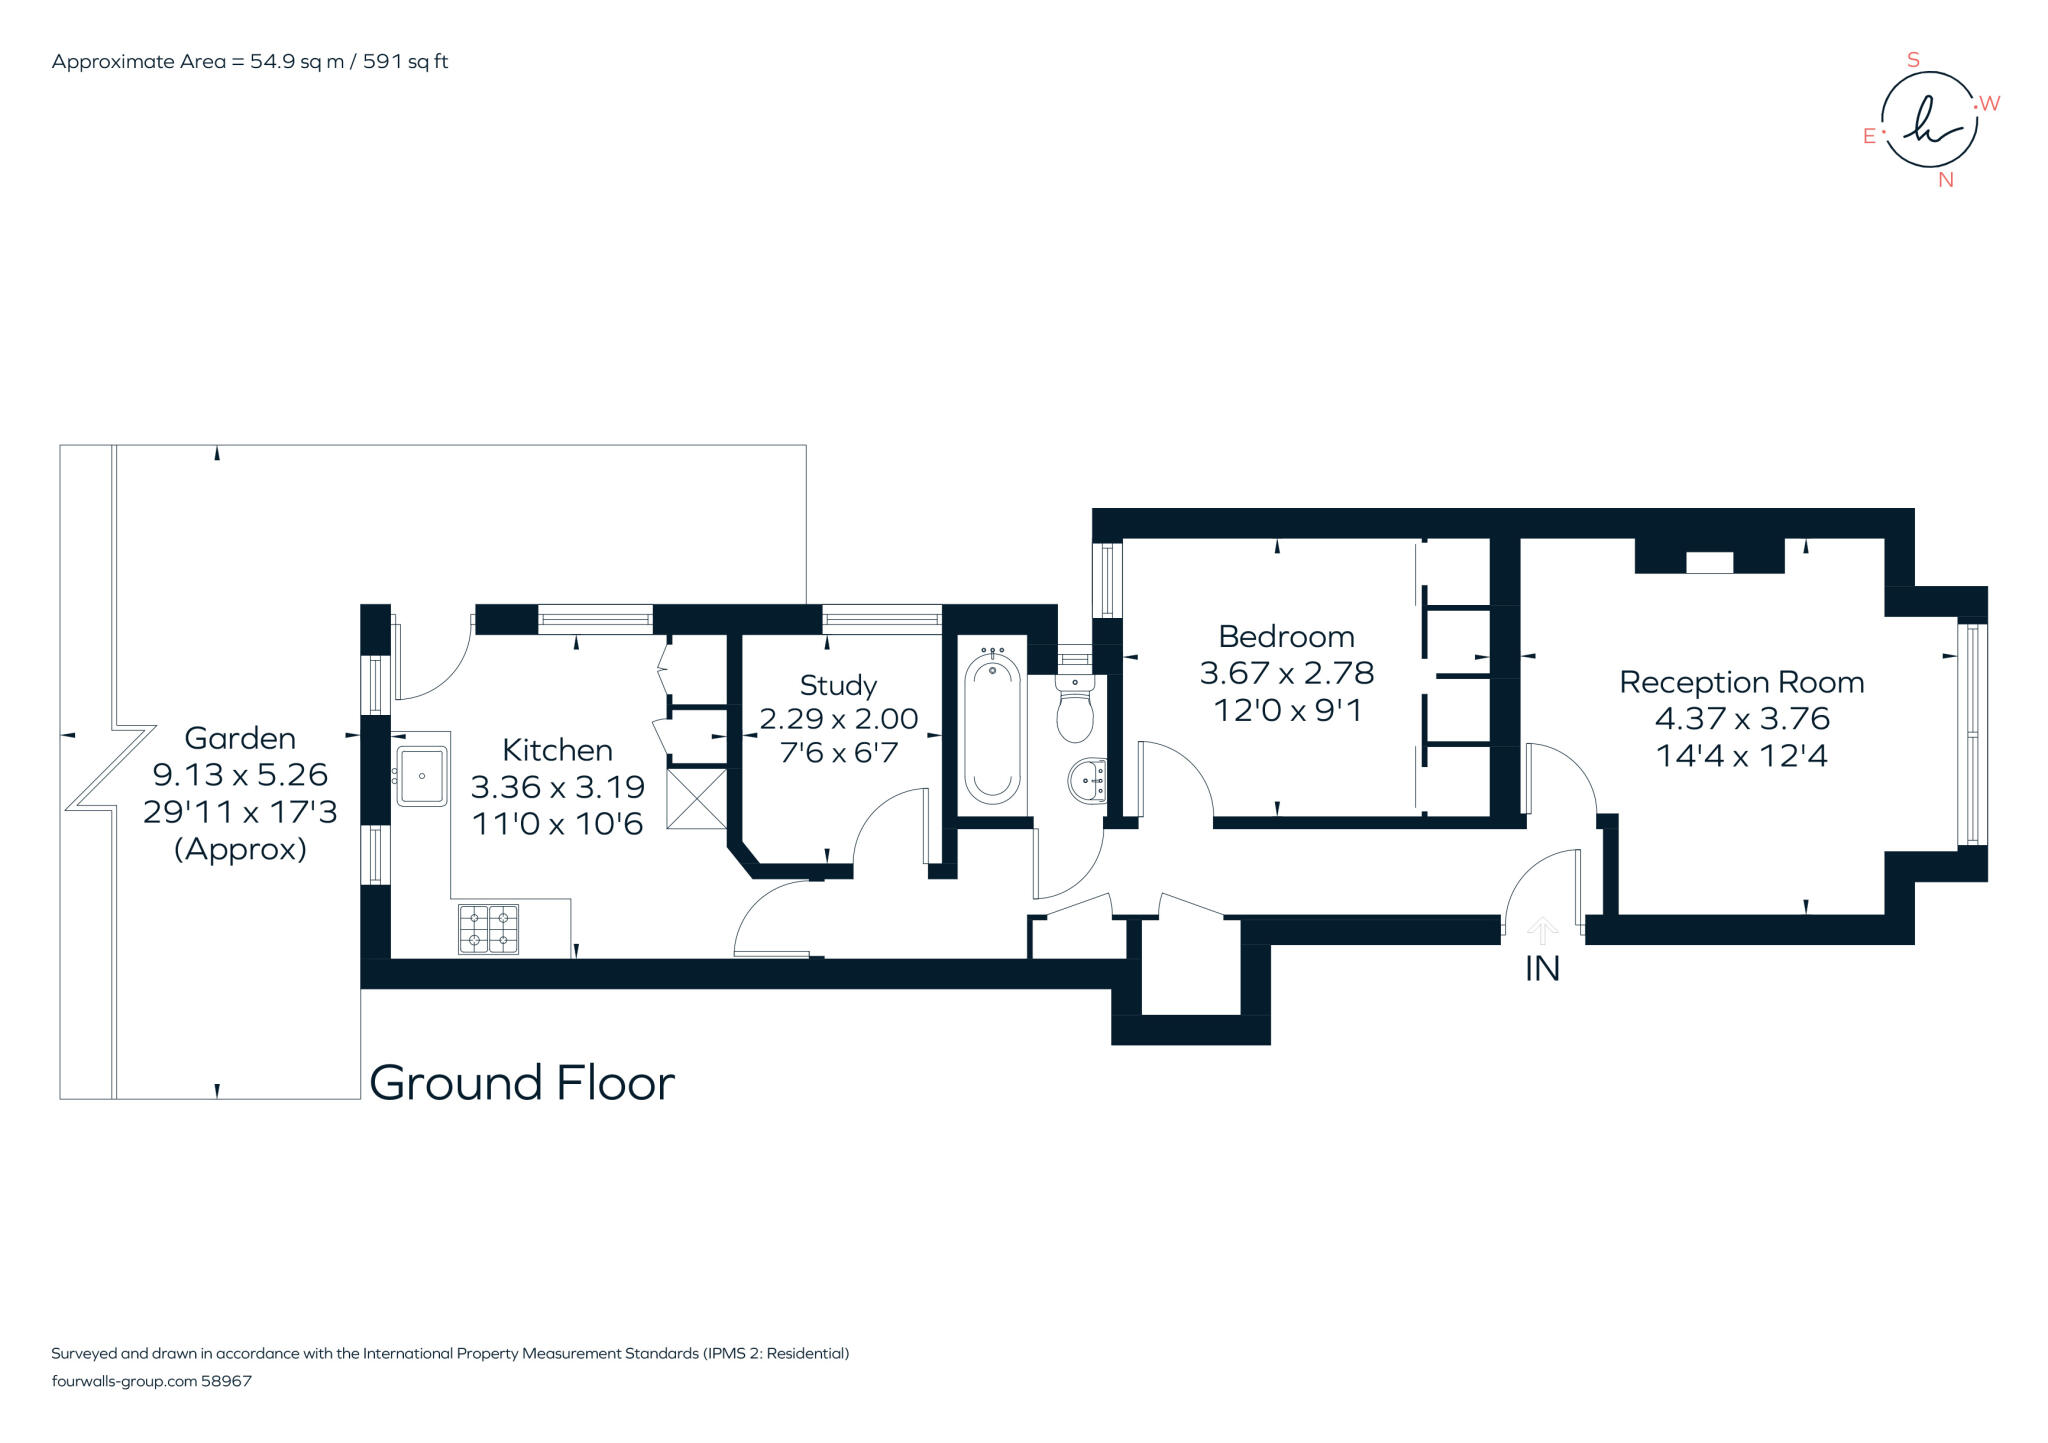 Approximate Area = 54.9 sq m / 591 sq ft
S
W
E
N
Garden
9.13 x 5.26
29'11 x 17'3
(Approx)
Kitchen
3.36 x 3.19
11'0 x 10'6
Study
2.29 x 2.00
7'6 x 6'7
Bedroom
3.67 x 2.78
12'0 x 9'1
Reception Room
4.37 x 3.76
14'4 x 12'4
IN
Ground Floor
Surveyed and drawn in accordance with the International Property Measurement Standards (IPMS 2: Residential)
fourwalls-group.com 58967